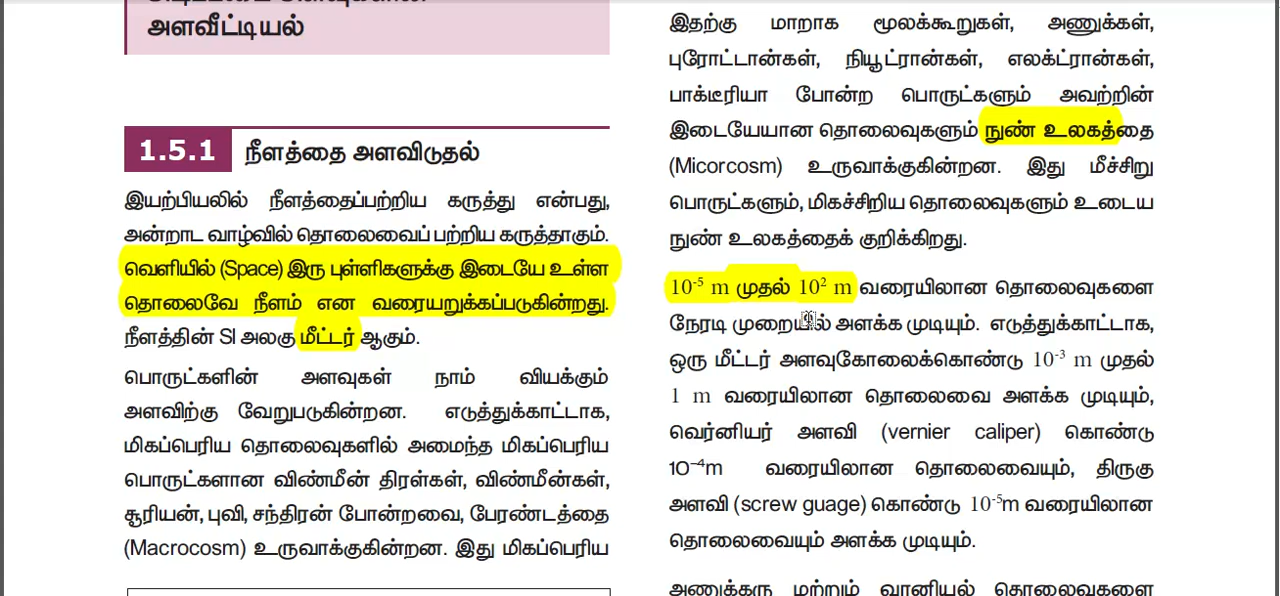 அளவீட்டியல்
1.5.1 நீளத்தை அளவிடுதல்
இயற்பியலில் நீளத்தைப்பற்றிய கருத்து என்பது,
அன்றாட வாழ்வில் தொலைவைப் பற்றிய கருத்தாகும்.
வெளியில் (Space) இரு புள்ளிகளுக்கு இடையே உள்ள
தொலைவே நீளம் என வரையறுக்கப்படுகின்றது.
நீளத்தின் SI அலகு மீட்டர் ஆகும்.
பொருட்களின் அளவுகள் நாம் வியக்கும்
அளவிற்கு வேறுபடுகின்றன. எடுத்துக்காட்டாக,
மிகப்பெரிய தொலைவுகளில் அமைந்த மிகப்பெரிய
பொருட்களான விண்மீன் திரள்கள், விண்மீன்கள்,
சூரியன், புவி, சந்திரன் போன்றவை, பேரண்டத்தை
(Macrocosm) உருவாக்குகின்றன. இது மிகப்பெரிய
இதற்கு மாறாக மூலக்கூறுகள், அணுக்கள்,
புரோட்டான்கள், நியூட்ரான்கள், எலக்ட்ரான்கள்,
பாக்டீரியா போன்ற பொருட்களும் அவற்றின்
இடையேயான தொலைவுகளும் நுண் உலகத்தை
(Micorcosm) உருவாக்குகின்றன. இது மீச்சிறு
பொருட்களும், மிகச்சிறிய தொலைவுகளும் உடைய
நுண் உலகத்தைக் குறிக்கிறது.
10⁻⁵ m முதல் 10² m வரையிலான தொலைவுகளை
நேரடி முறையில் அளக்க முடியும். எடுத்துக்காட்டாக,
ஒரு மீட்டர் அளவுகோலைக்கொண்டு 10⁻³ m முதல்
1 m வரையிலான தொலைவை அளக்க முடியும்,
வெர்னியர் அளவி (vernier caliper) கொண்டு
10⁻⁴m வரையிலான தொலைவையும், திருகு
அளவி (screw guage) கொண்டு 10⁻⁵m வரையிலான
தொலைவையும் அளக்க முடியும்.
அணுக்கரு மற்றும் வானியல் தொலைவுகளை